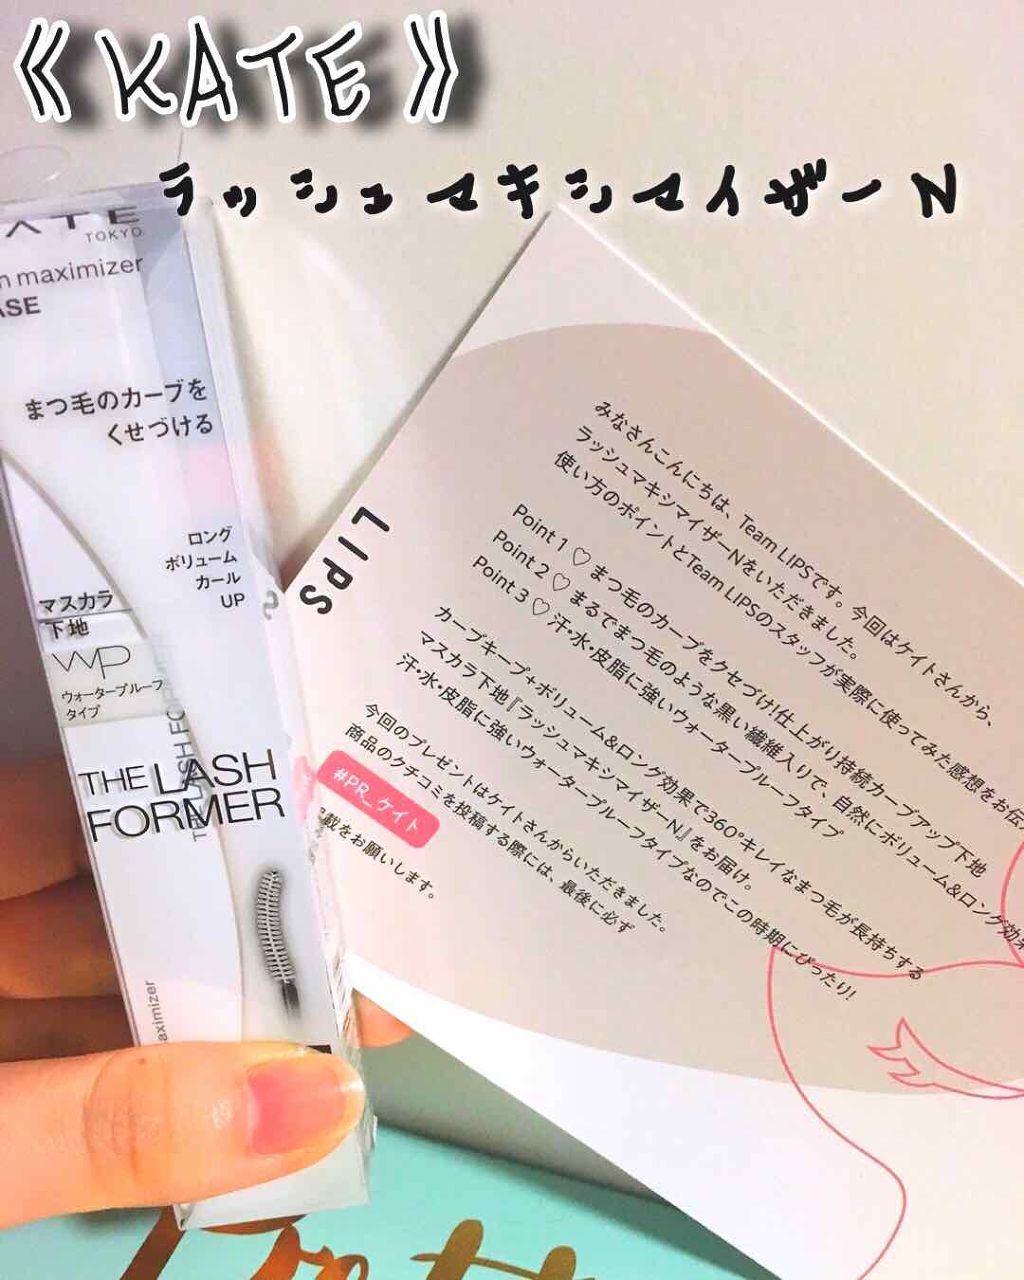 《KATE》
ラッシュマキシマイザーN
KATE
TOKYO
maximizer
まつ毛のカーブを
くせづける
ロング
ボリューム
カール
UP
マスカラ
下地
WP
ウォータープルーフ
タイプ
THE LASH
FORMER
LIPS
みなさんこんにちは、Team LIPSです。今回はケイトさんから、
ラッシュマキシマイザーNをいただきました。
使い方のポイントとTeam LIPSのスタッフが実際に使ってみた感想をお伝
Point 1 ♡ まつ毛のカーブをクセづけ!仕上がり持続カーブアップ下地
Point 2 ♡ まるでまつ毛のような黒い繊維入りで、自然にボリューム&ロング効果
Point 3 ♡ 汗・水・皮脂に強いウォータープルーフタイプ
カーブキープ+ボリューム&ロング効果で360°キレイなまつ毛が長持ちする
マスカラ下地『ラッシュマキシマイザーN』をお届け。
汗・水・皮脂に強いウォータープルーフタイプなのでこの時期にぴったり!
今回のプレゼントはケイトさんからいただきました。
商品のクチコミを投稿する際には、最後に必ず
#PR_ケイト
載をお願いします。